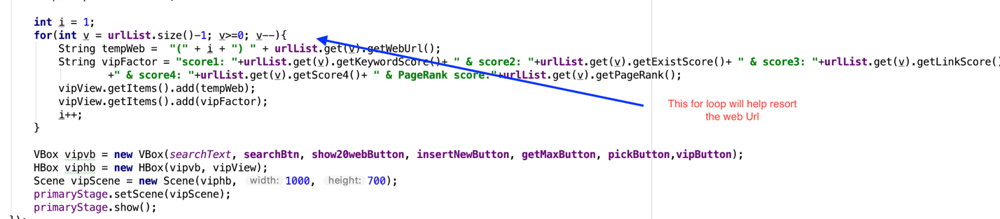 int i = 1;
for(int v = urlList.size()-1; v>=0; v--){
String tempWeb =  "(" + i + ") " + urlList.get(v).getWebUrl();
String vipFactor = "score1: "+urlList.get(v).getKeywordScore()+ " & score2: "+urlList.get(v).getExistScore()+ " & score3: "+urlList.get(v).getLinkScore()
+" & score4: "+urlList.get(v).getScore4()+ " & PageRank score:"+urlList.get(v).getPageRank();
vipView.getItems().add(tempWeb);
vipView.getItems().add(vipFactor);
i++;
}
This for loop will help resort
the web Url
VBox vipvb = new VBox(searchText, searchBtn, show20webButton, insertNewButton, getMaxButton, pickButton,vipButton);
HBox viphb = new HBox(vipvb, vipView);
Scene vipScene = new Scene(viphb, width: 1000, height: 700);
primaryStage.setScene(vipScene);
primaryStage.show();